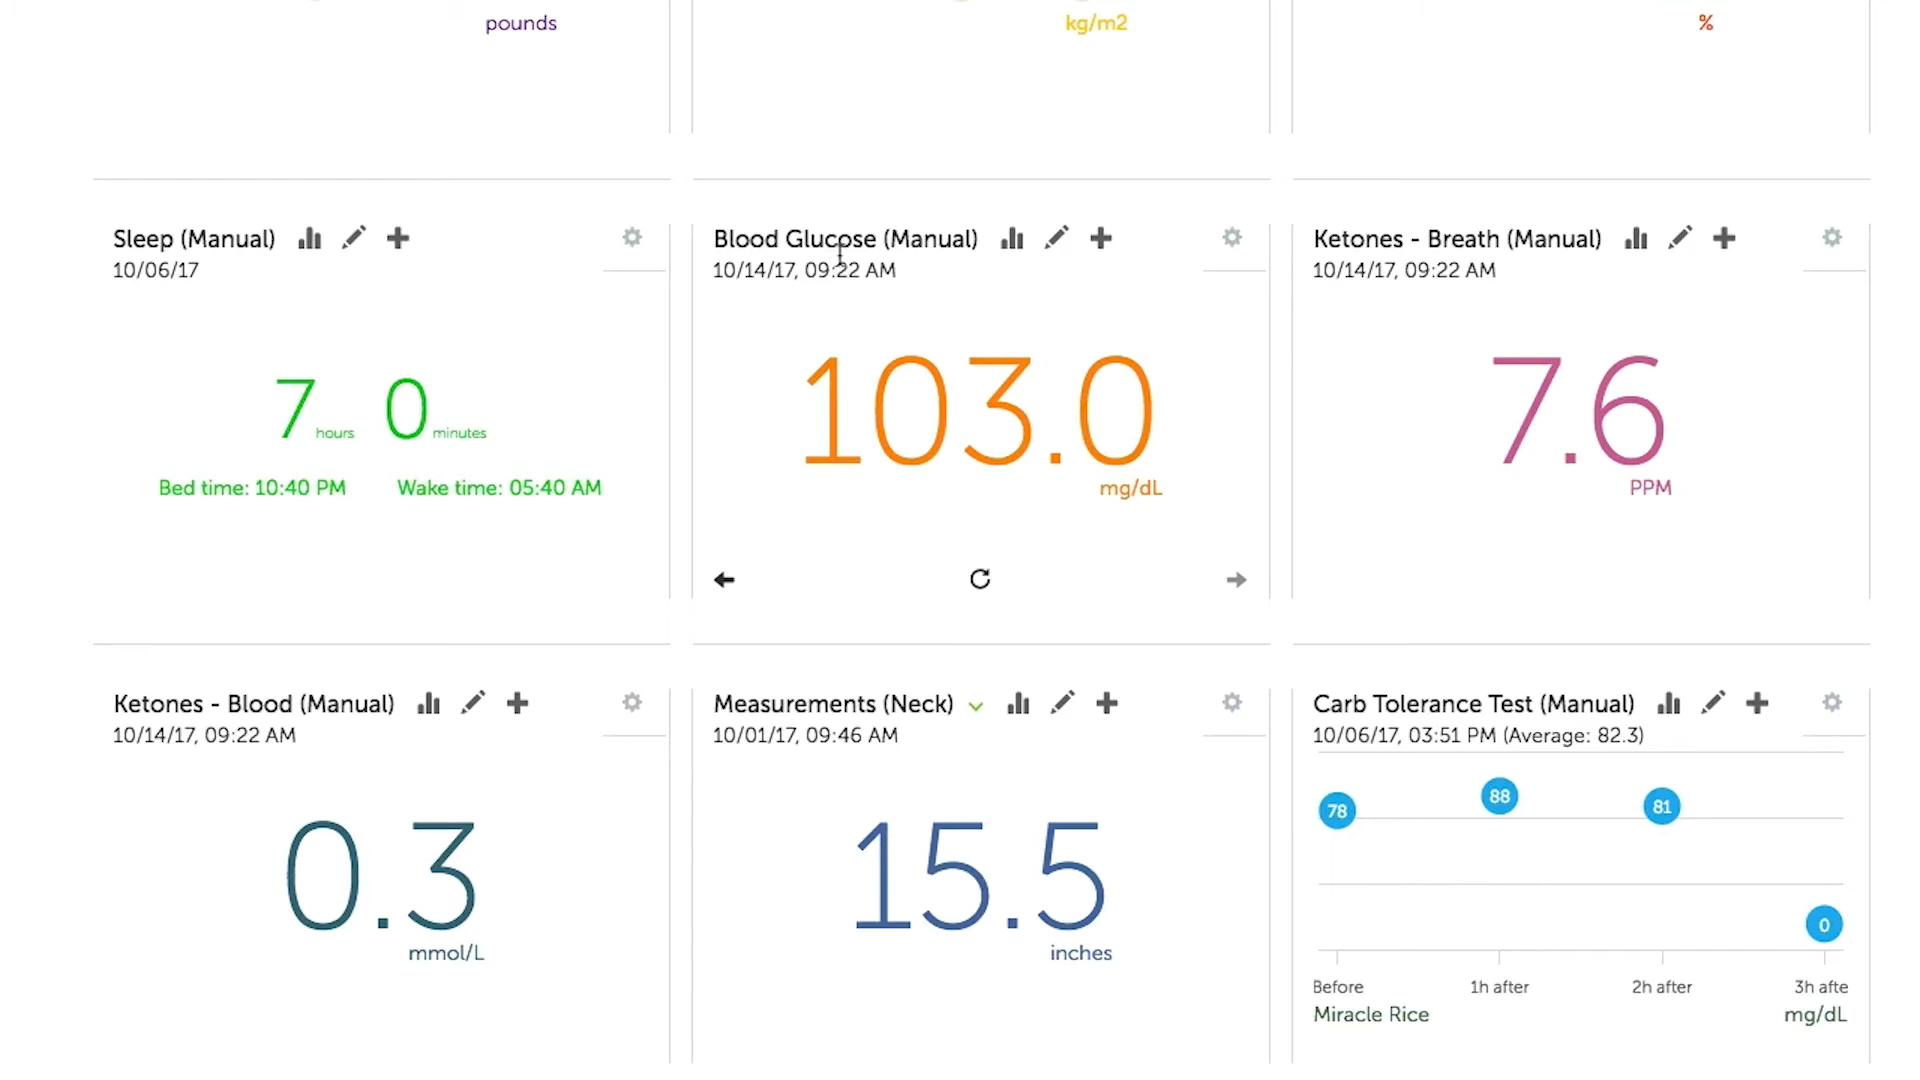 pounds
kg/m2
%
Sleep (Manual)
10/06/17
7 hours 0 minutes
Bed time: 10:40 PM Wake time: 05:40 AM
Blood Glucose (Manual)
10/14/17, 09:22 AM
103.0
mg/dL
Ketones - Breath (Manual)
10/14/17, 09:22 AM
7.6
PPM
Ketones - Blood (Manual)
10/14/17, 09:22 AM
0.3
mmol/L
Measurements (Neck)
10/01/17, 09:46 AM
15.5
inches
Carb Tolerance Test (Manual)
10/06/17, 03:51 PM (Average: 82.3)
78 88 81 0
Before 1h after 2h after 3h afte
Miracle Rice mg/dL